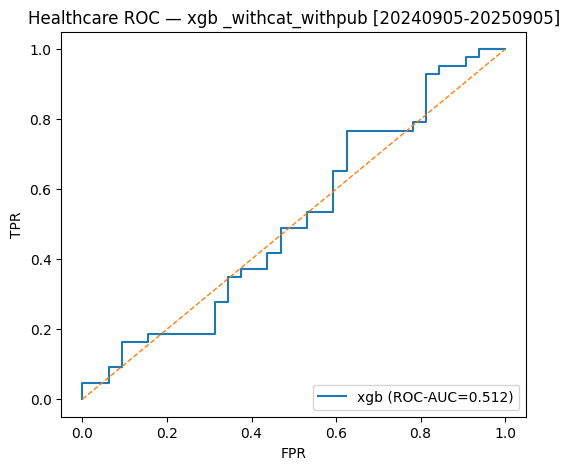 Healthcare ROC — xgb _withcat_withpub [20240905-20250905]
1.0
0.8
0.6
0.4
0.2
0.0
TPR
0.0 0.2 0.4 0.6 0.8 1.0
FPR
xgb (ROC-AUC=0.512)